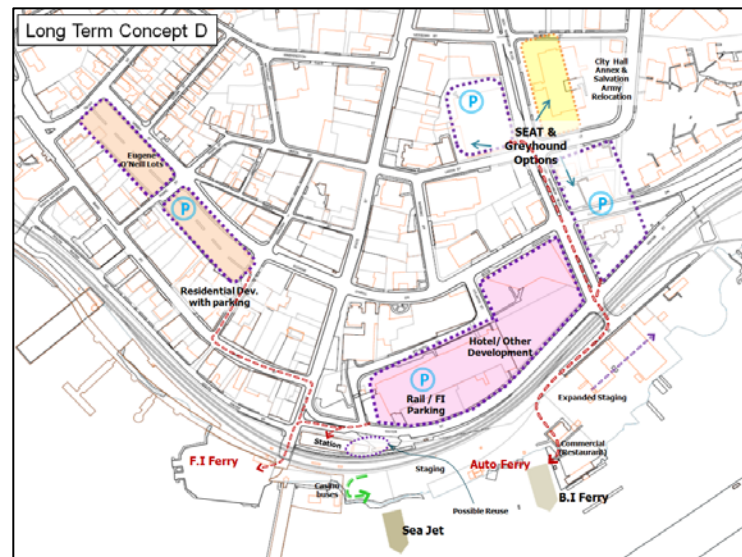 Long Term Concept D
City Hall
Annex &
Salvation
Army
Relocation
P
SEAT &
Greyhound
Options
Eugene
O'Neill Lots
P
P
Residential Dev.
with parking
Hotel/ Other
Development
P
Rail / FI
Parking
Expanded Staging
Station
Commercial
(Restaurant)
F.I Ferry
Staging
Auto Ferry
Casino
buses
B.I Ferry
Possible Reuse
Sea Jet